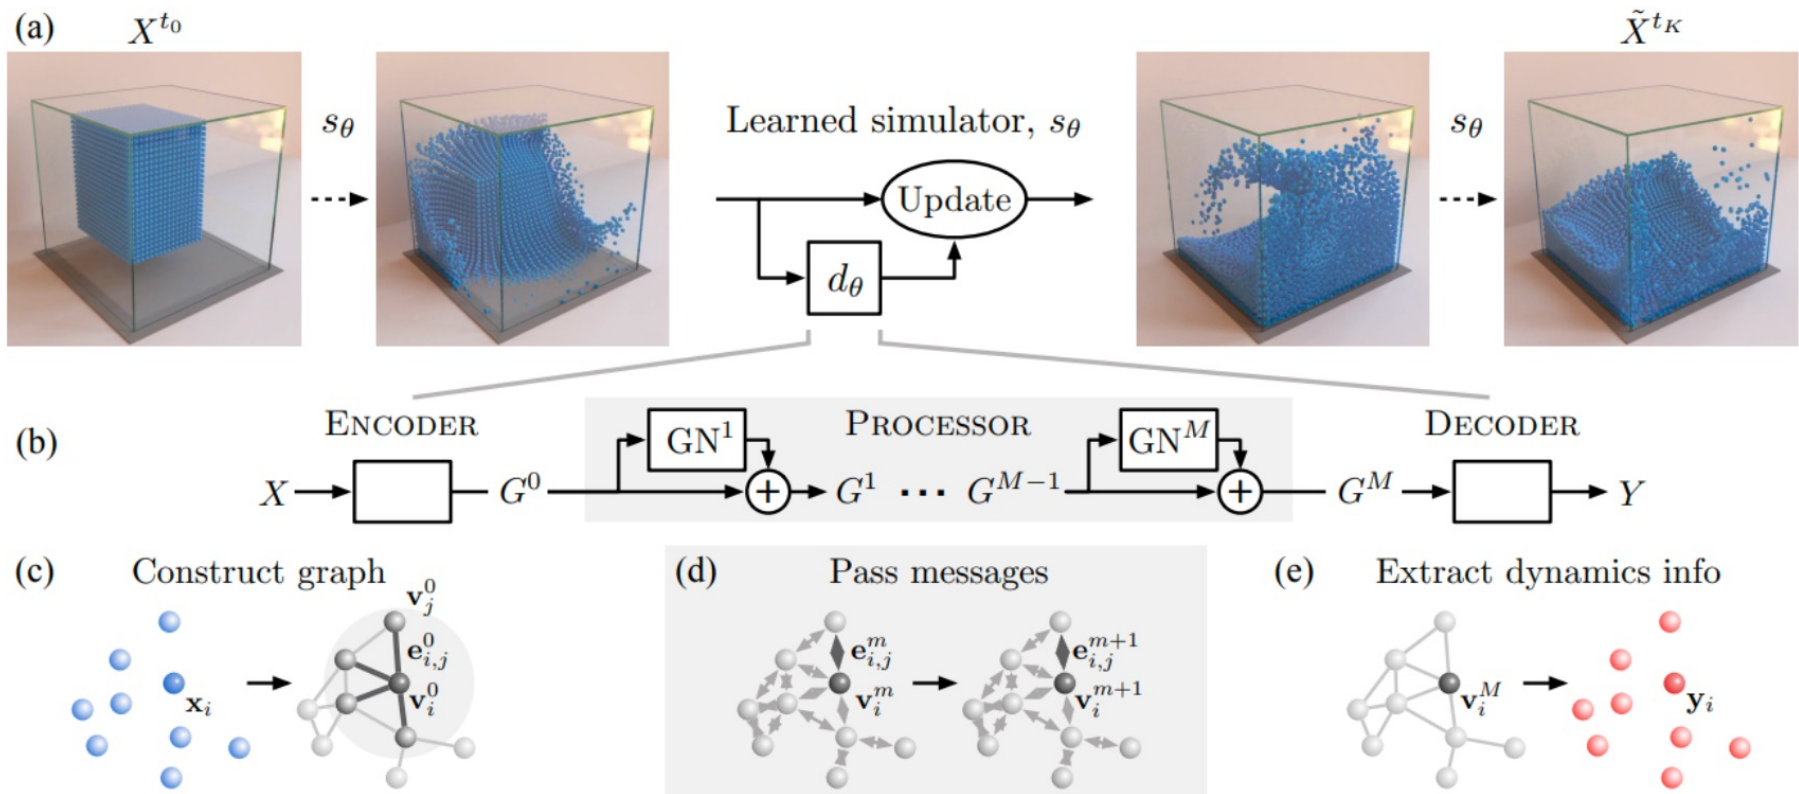 (a) X^{t_0} X̃^{t_K}
s_θ Learned simulator, s_θ s_θ
Update
d_θ
(b) ENCODER PROCESSOR DECODER
GN^1 GN^M
X G^0 + G^1 ··· G^{M−1} + G^M Y
(c) Construct graph
v_j^0
e_{i,j}^0
x_i v_i^0
(d) Pass messages
e_{i,j}^m e_{i,j}^{m+1}
v_i^m v_i^{m+1}
(e) Extract dynamics info
v_i^M y_i